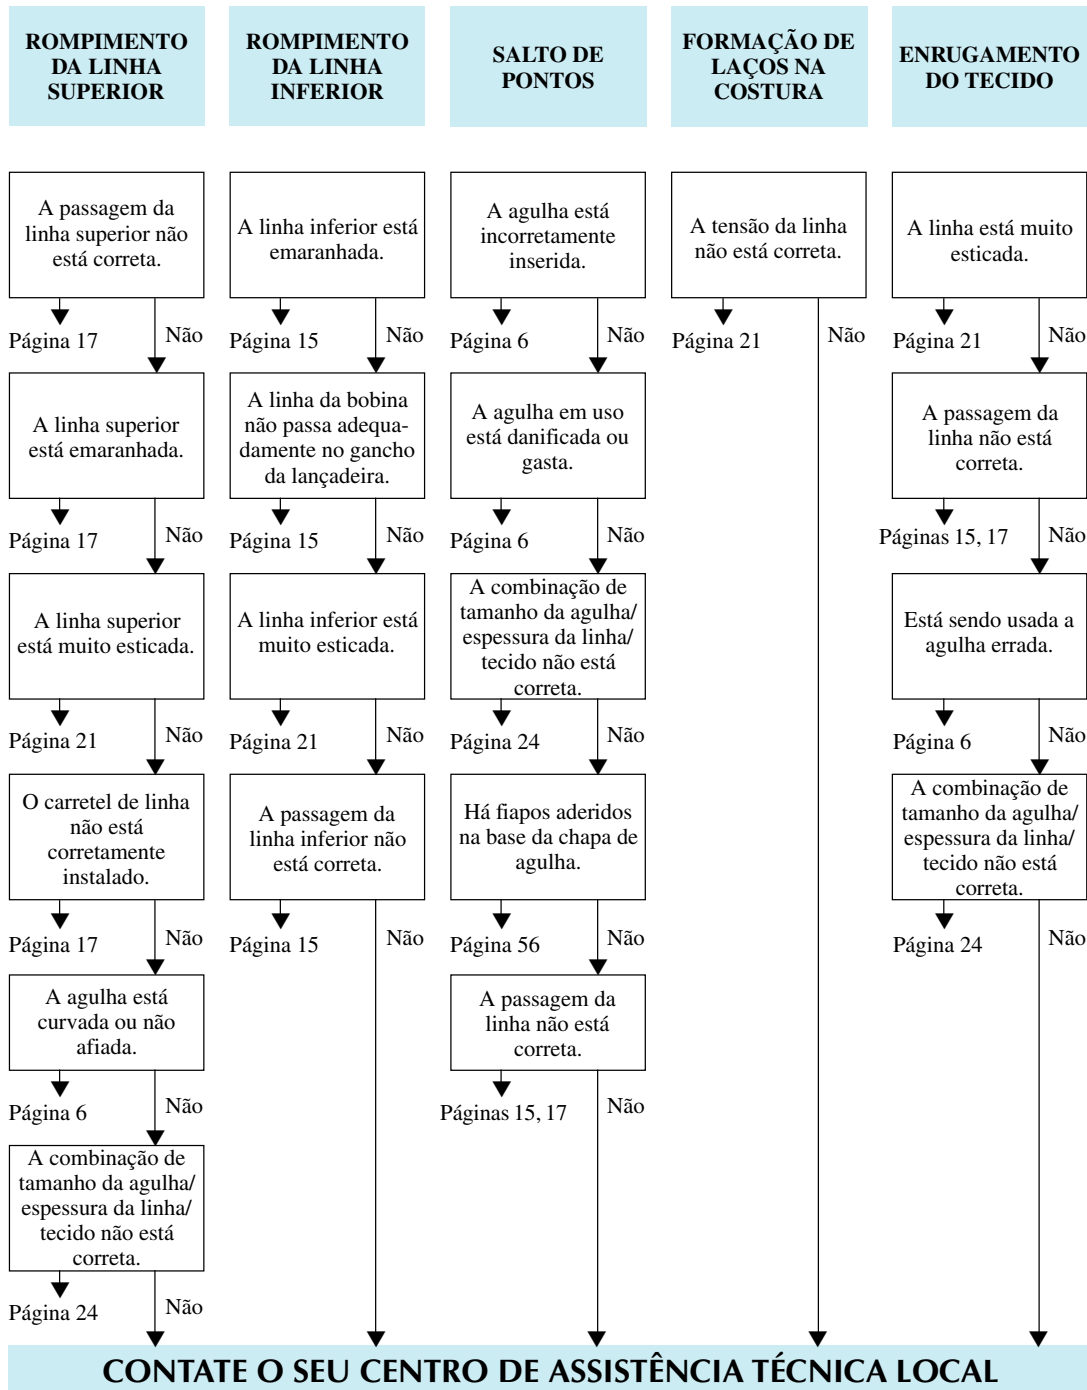 ROMPIMENTO
DA LINHA
SUPERIOR
A passagem da
linha superior não
está correta.
Página 17
Não
A linha superior
está emaranhada.
Página 17
Não
A linha superior
está muito esticada.
Página 21
Não
O carretel de linha
não está
corretamente
instalado.
Página 17
Não
A agulha está
curvada ou não
afiada.
Página 6
Não
A combinação de
tamanho da agulha/
espessura da linha/
tecido não está
correta.
Página 24
Não
ROMPIMENTO
DA LINHA
INFERIOR
A linha inferior está
emaranhada.
Página 15
Não
A linha da bobina
não passa adequa-
damente no gancho
da lançadeira.
Página 15
Não
A linha inferior está
muito esticada.
Página 21
Não
A passagem da
linha inferior não
está correta.
Página 15
Não
SALTO DE
PONTOS
A agulha está
incorretamente
inserida.
Página 6
Não
A agulha em uso
está danificada ou
gasta.
Página 6
Não
A combinação de
tamanho da agulha/
espessura da linha/
tecido não está
correta.
Página 24
Não
Há fiapos aderidos
na base da chapa de
agulha.
Página 56
Não
A passagem da
linha não está
correta.
Páginas 15, 17
Não
FORMAÇÃO DE
LAÇOS NA
COSTURA
A tensão da linha
não está correta.
Página 21
Não
ENRUGAMENTO
DO TECIDO
A linha está muito
esticada.
Página 21
Não
A passagem da
linha não está
correta.
Páginas 15, 17
Não
Está sendo usada a
agulha errada.
Página 6
Não
A combinação de
tamanho da agulha/
espessura da linha/
tecido não está
correta.
Página 24
Não
CONTATE O SEU CENTRO DE ASSISTÊNCIA TÉCNICA LOCAL